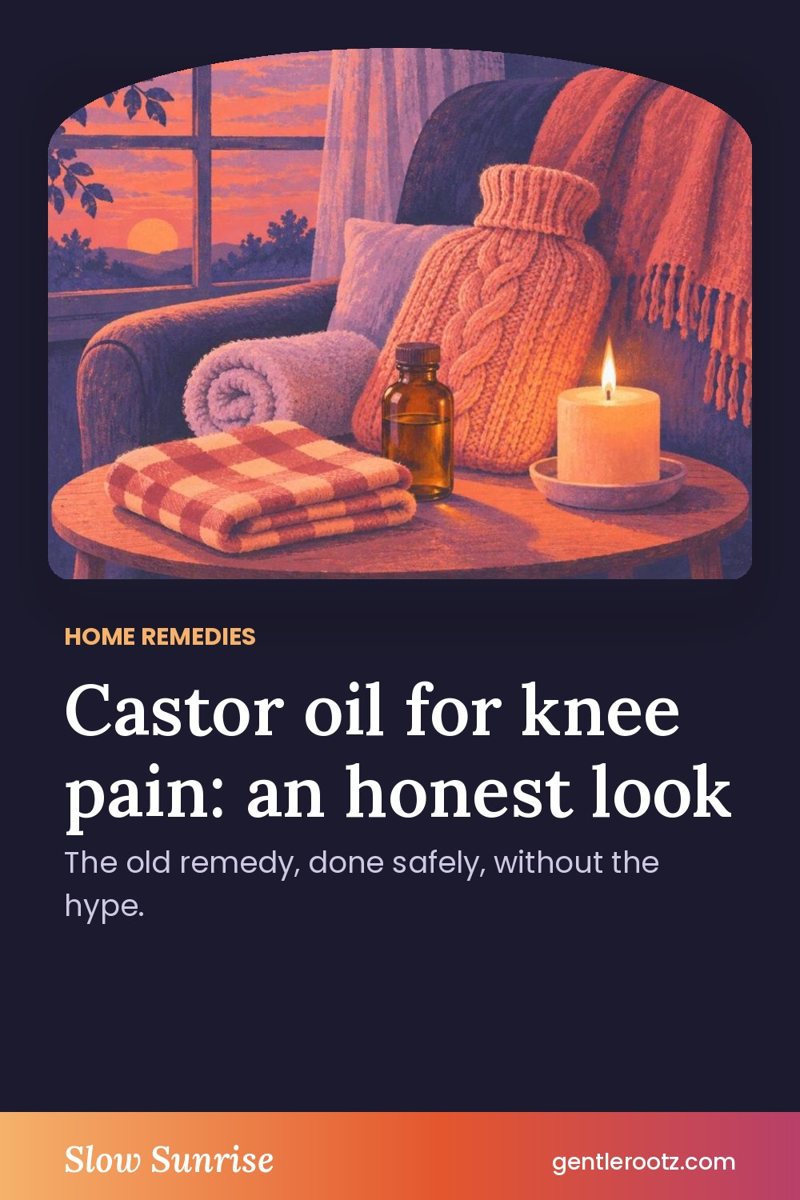 HOME REMEDIES
Castor oil for knee
pain: an honest look
The old remedy, done safely, without the
hype.
Slow Sunrise
gentlerootz.com